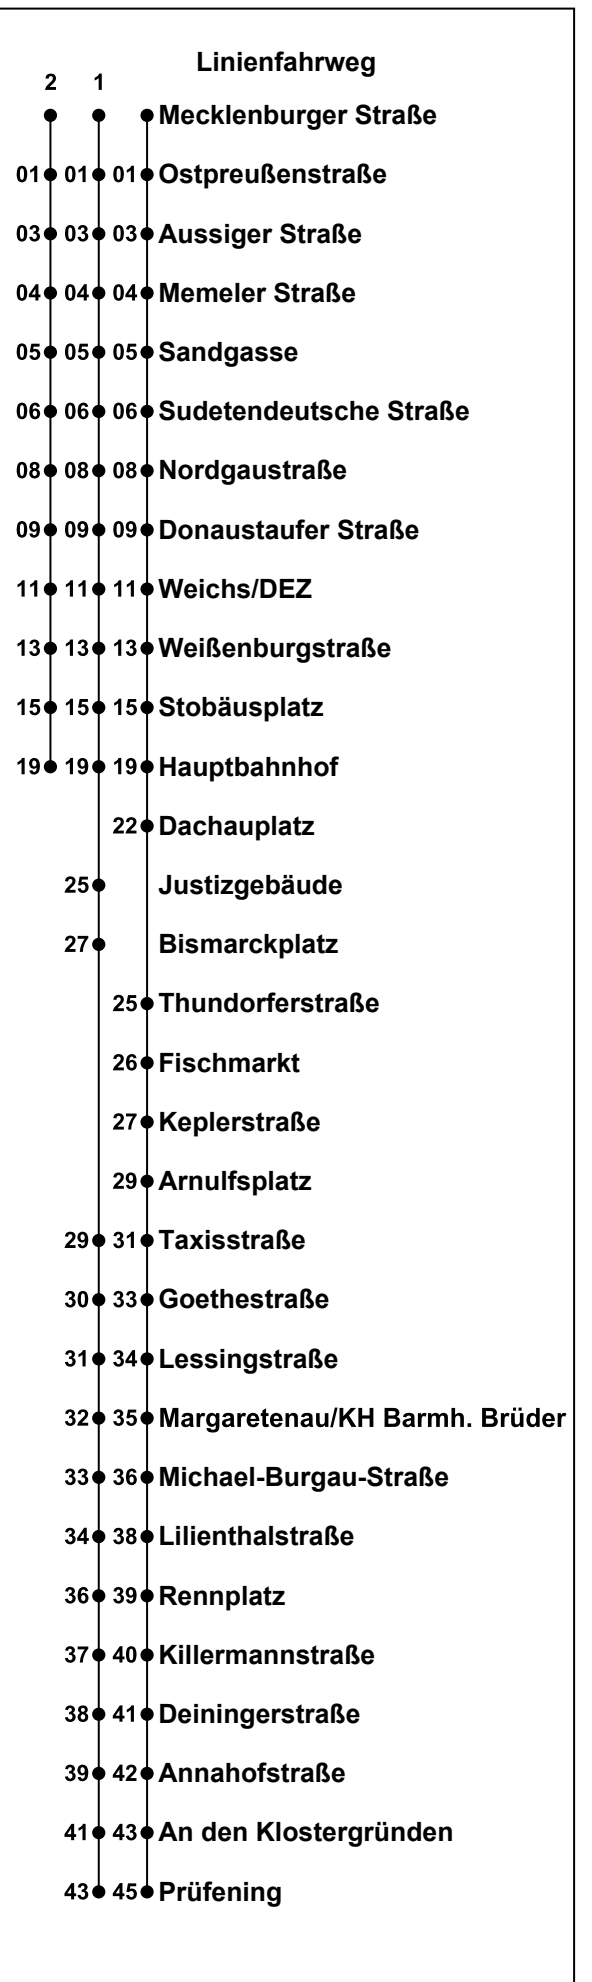 Linienfahrweg
2 1
Mecklenburger Straße
01 01 01 Ostpreußenstraße
03 03 03 Aussiger Straße
04 04 04 Memeler Straße
05 05 05 Sandgasse
06 06 06 Sudetendeutsche Straße
08 08 08 Nordgaustraße
09 09 09 Donaustaufer Straße
11 11 11 Weichs/DEZ
13 13 13 Weißenburgstraße
15 15 15 Stobäusplatz
19 19 19 Hauptbahnhof
22 Dachauplatz
25 Justizgebäude
27 Bismarckplatz
25 Thundorferstraße
26 Fischmarkt
27 Keplerstraße
29 Arnulfsplatz
29 31 Taxisstraße
30 33 Goethestraße
31 34 Lessingstraße
32 35 Margaretenau/KH Barmh. Brüder
33 36 Michael-Burgau-Straße
34 38 Lilienthalstraße
36 39 Rennplatz
37 40 Killermannstraße
38 41 Deiningerstraße
39 42 Annahofstraße
41 43 An den Klostergründen
43 45 Prüfening